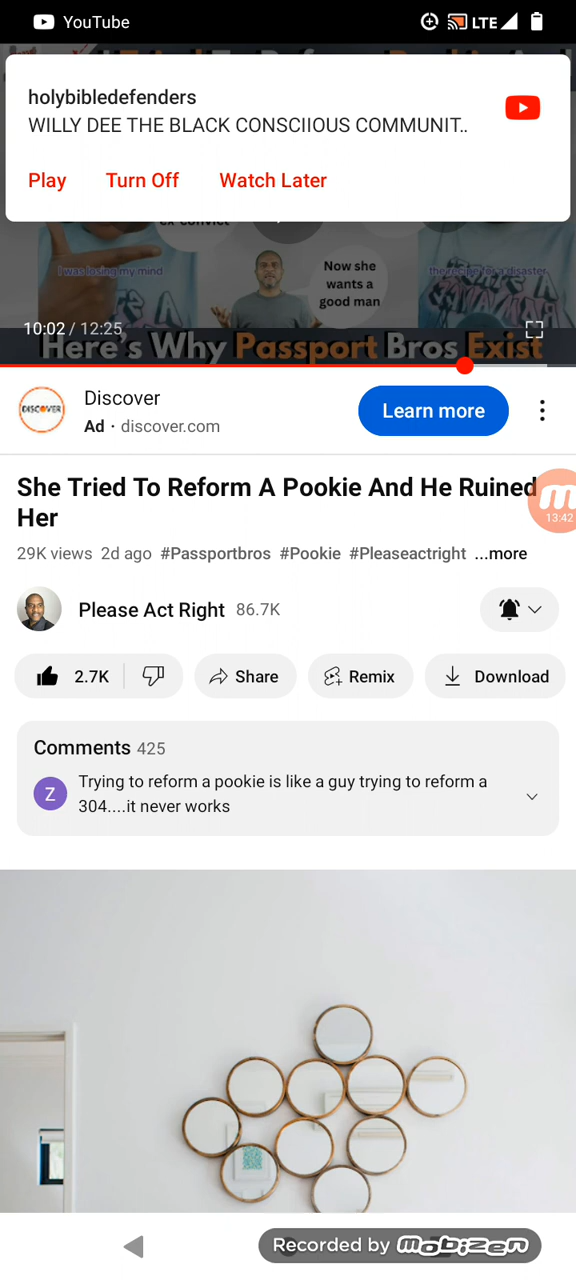 YouTube
LTE
holybibledefenders
WILLY DEE THE BLACK CONSCIIOUS COMMUNIT..
Play Turn Off Watch Later
ex-convict
I was losing my mind
Now she
wants a
good man
the recipe for a disaster
10:02 / 12:25
Here's Why Passport Bros Exist
DISCOVER
Discover
Ad · discover.com
Learn more
She Tried To Reform A Pookie And He Ruined
Her
13:42
29K views 2d ago #Passportbros #Pookie #Pleaseactright ...more
Please Act Right 86.7K
2.7K Share Remix Download
Comments 425
Z
Trying to reform a pookie is like a guy trying to reform a
304....it never works
Recorded by mobizen